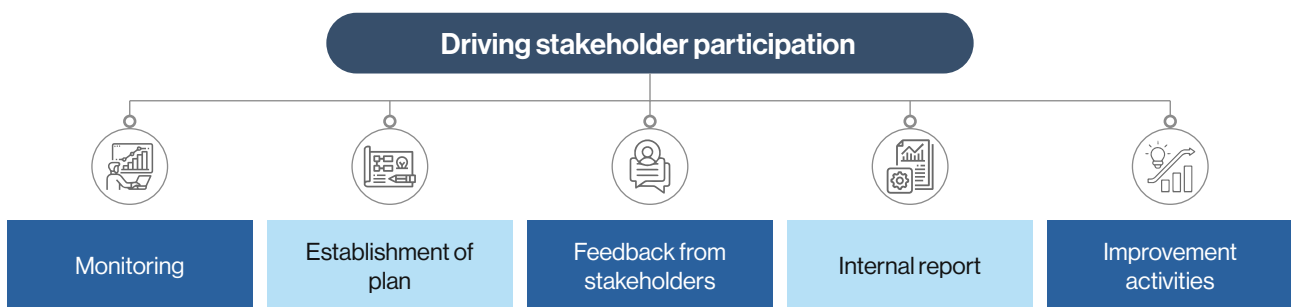 Driving stakeholder participation
Monitoring
Establishment of
plan
Feedback from
stakeholders
Internal report
Improvement
activities